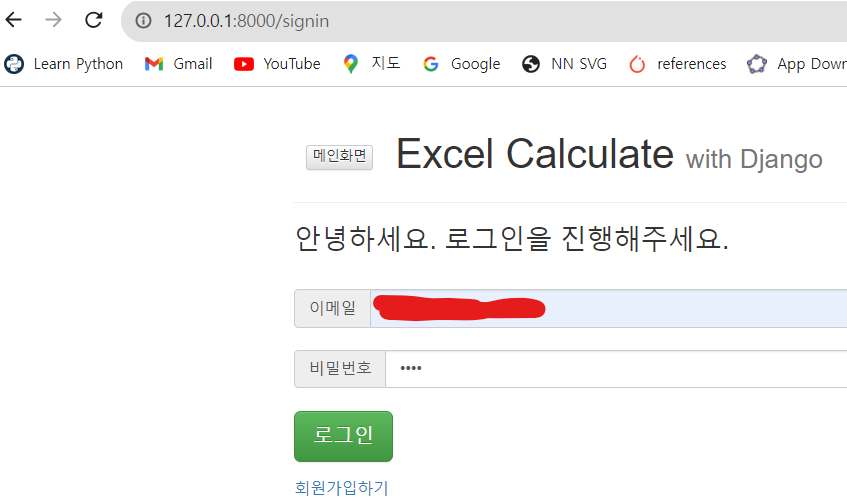 127.0.0.1:8000/signin
Learn Python Gmail YouTube 지도 Google NN SVG references App Down
메인화면 Excel Calculate with Django
안녕하세요. 로그인을 진행해주세요.
이메일
비밀번호 ••••
로그인
회원가입하기